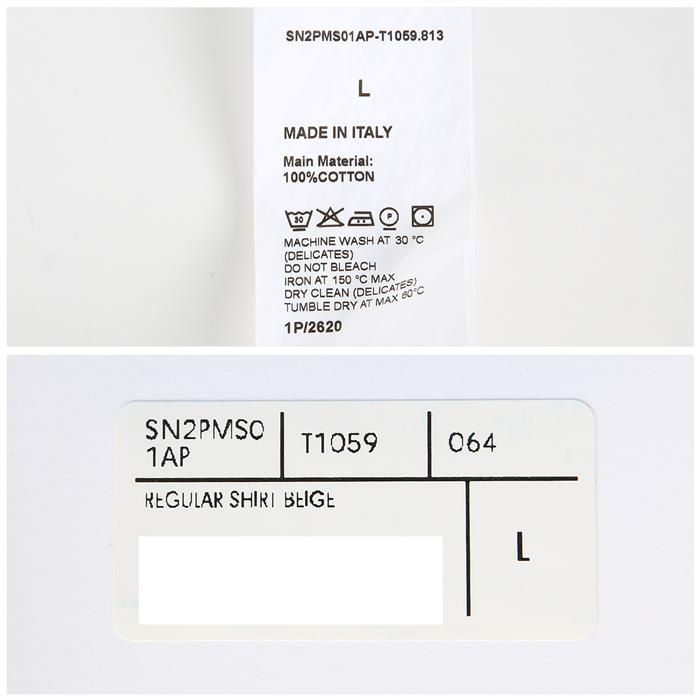 SN2PMS01AP-T1059.813
L
MADE IN ITALY
Main Material:
100%COTTON
30 P
MACHINE WASH AT 30 °C
(DELICATES)
DO NOT BLEACH
IRON AT 150 °C MAX
DRY CLEAN (DELICATES)
TUMBLE DRY AT MAX 60°C
1P/2620
SN2PMS0
1AP
T1059
064
REGULAR SHIRT BEIGE
L